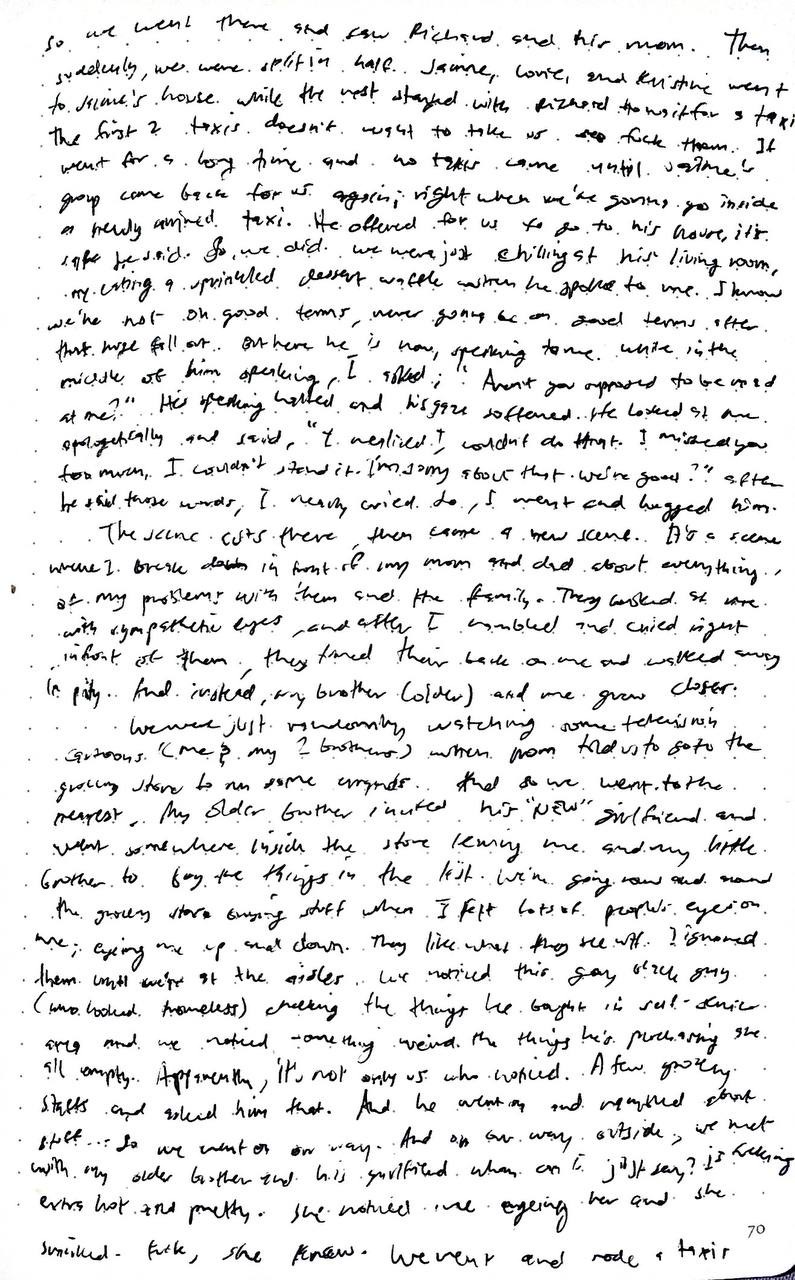 so we went there and saw Richard and his mom. Then
suddenly, we were split in half. Jaime, Lovie, and Kristine went
to Jaime's house while the rest stayed with Richard to wait for a taxi
The first 2 taxis doesn't want to take us so fuck them. It
went for a long time and no taxis came until Jaime's
group came back for us again; right when we're gonna go inside
a newly arrived taxi. He offered for us to go to his house, it's
safe he said. So, we did. We were just chilling at his living room,
me eating a sprinkled dessert waffle when he spoke to me. I know
we're not on good terms, never gonna be on good terms after
that huge fall out. But here he is now, speaking to me. While in the
middle of him speaking, I asked; "Aren't you supposed to be mad
at me?" His speaking halted and his gaze softened. He looked at me
apologetically and said, "I realized I couldn't do that. I missed you
too much, I couldn't stand it. I'm sorry about that. We're good?" after
he said those words, I nearly cried. So, I went and hugged him.
The scene cuts there, then came a new scene. It's a scene
where I break down in front of my mom and dad about everything,
of my problems with them and the family. They looked at me
with sympathetic eyes, and after I mumbled and cried right
infront of them, they turned their back on me and walked away
in pity. And instead, my brother (older) and me grew closer.
We were just randomly watching some television
cartoons (me & my 2 brothers) when mom told us to go to the
grocery store to run some errands. And so we went to the
nearest. My older brother invited his "NEW" girlfriend and
went somewhere inside the store leaving me and my little
brother to buy the things in the list. We're going round and round
the grocery store buying stuff when I felt lots of people's eyes on
me; eyeing me up and down. They like what they see wtf. I ignored
them until we're at the aisles. We noticed this gay black guy
(who looked homeless) checking the things he bought in self-service
area and we noticed something weird. the things he's purchasing are
all empty. Apparently, it's not only us who noticed. A few grocery
staffs and asked him that. And he went on and about
stuff... So we went on our way. And on our way outside, we met
with my older brother and his girlfriend whom can I just say? is freaking
extra hot and pretty. She noticed me eyeing her and she
smirked. Fuck, she knew. We went and rode a taxis
70